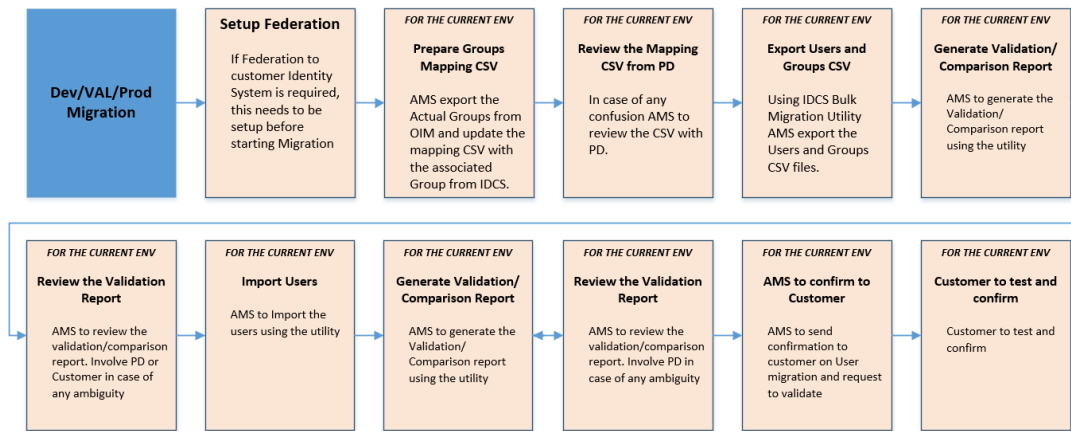 Dev/VAL/Prod
Migration
Setup Federation
If Federation to
customer Identity
System is required,
this needs to be
setup before
starting Migration
FOR THE CURRENT ENV
Prepare Groups
Mapping CSV
AMS export the
Actual Groups from
OIM and update the
mapping CSV with
the associated
Group from IDCS.
FOR THE CURRENT ENV
Review the Mapping
CSV from PD
In case of any
confusion AMS to
review the CSV with
PD.
FOR THE CURRENT ENV
Export Users and
Groups CSV
Using IDCS Bulk
Migration Utility
AMS export the
Users and Groups
CSV files.
FOR THE CURRENT ENV
Generate Validation/
Comparison Report
AMS to generate the
Validation/
Comparison report
using the utility
FOR THE CURRENT ENV
Review the Validation
Report
AMS to review the
validation/comparison
report. Involve PD or
Customer in case of
any ambiguity
FOR THE CURRENT ENV
Import Users
AMS to Import the
users using the utility
FOR THE CURRENT ENV
Generate Validation/
Comparison Report
AMS to generate the
Validation/
Comparison report
using the utility
FOR THE CURRENT ENV
Review the Validation
Report
AMS to review the
validation/comparison
report. Involve PD in
case of any ambiguity
FOR THE CURRENT ENV
AMS to confirm to
Customer
AMS to send
confirmation to
customer on User
migration and request
to validate
FOR THE CURRENT ENV
Customer to test and
confirm
Customer to test and
confirm